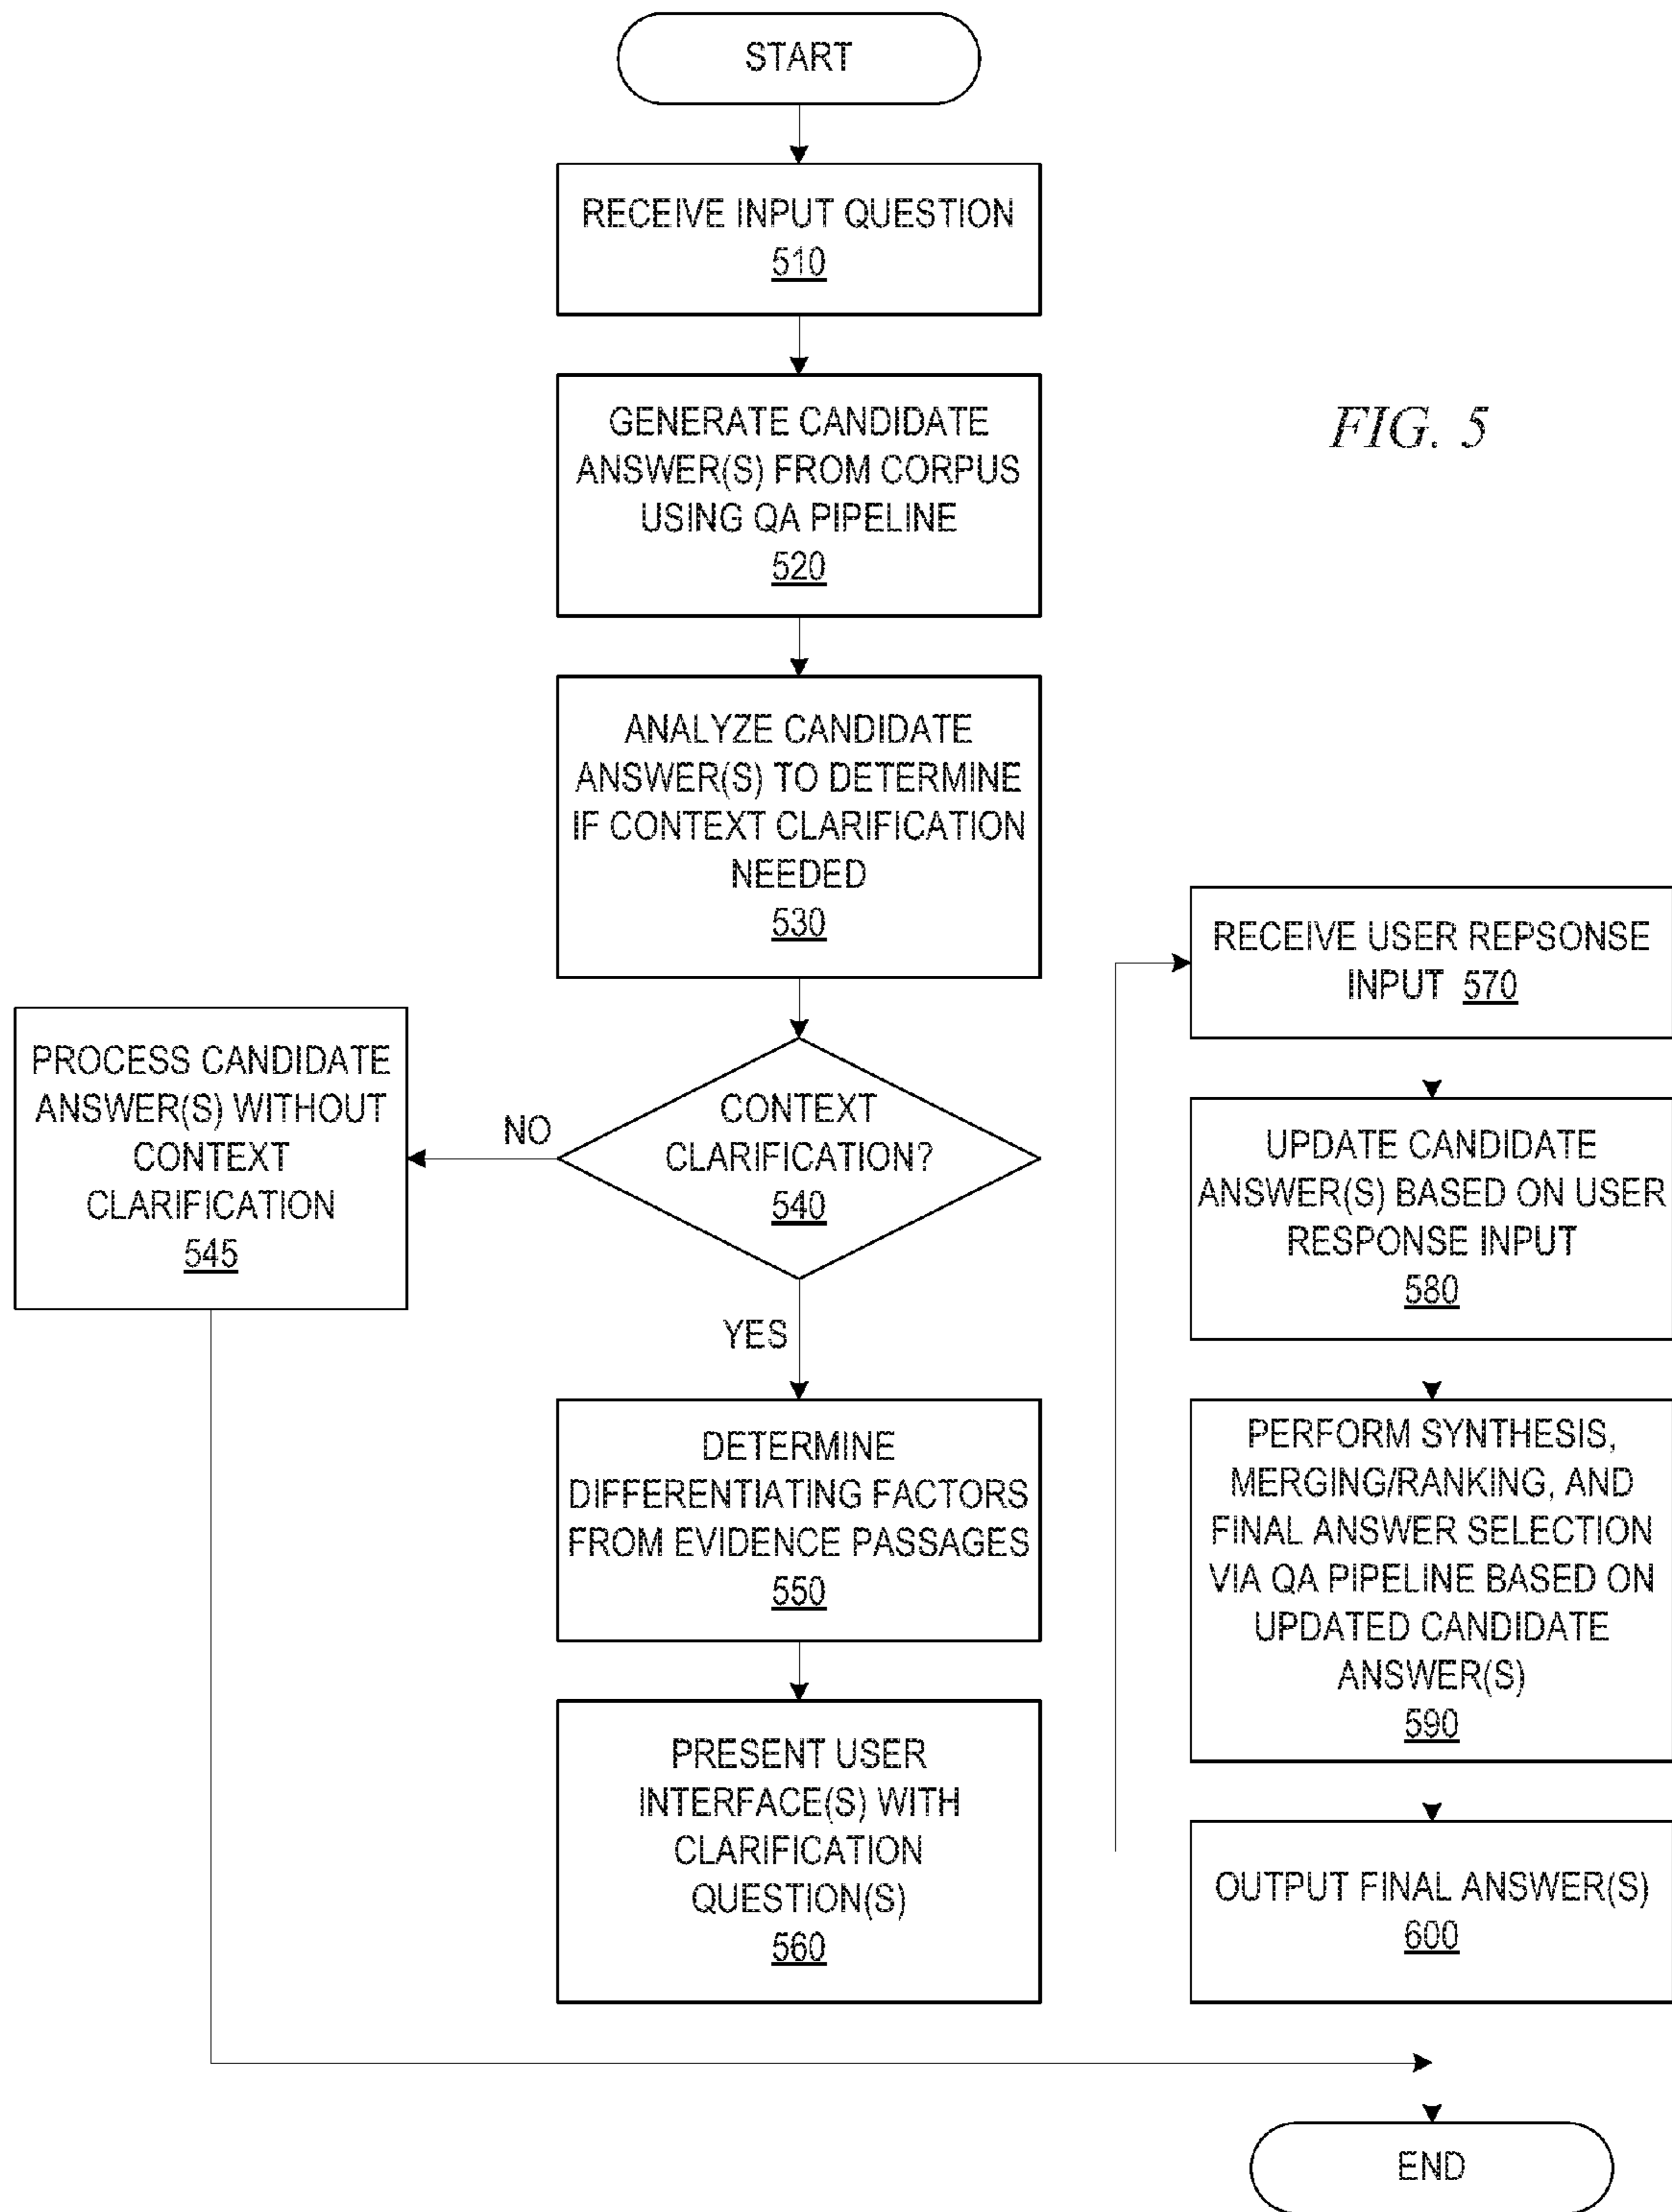 START
RECEIVE INPUT QUESTION
510
GENERATE CANDIDATE
ANSWER(S) FROM CORPUS
USING QA PIPELINE
520
FIG. 5
ANALYZE CANDIDATE
ANSWER(S) TO DETERMINE
IF CONTEXT CLARIFICATION
NEEDED
530
CONTEXT
CLARIFICATION?
540
NO
PROCESS CANDIDATE
ANSWER(S) WITHOUT
CONTEXT
CLARIFICATION
545
YES
DETERMINE
DIFFERENTIATING FACTORS
FROM EVIDENCE PASSAGES
550
PRESENT USER
INTERFACE(S) WITH
CLARIFICATION
QUESTION(S)
560
RECEIVE USER REPSONSE
INPUT 570
UPDATE CANDIDATE
ANSWER(S) BASED ON USER
RESPONSE INPUT
580
PERFORM SYNTHESIS,
MERGING/RANKING, AND
FINAL ANSWER SELECTION
VIA QA PIPELINE BASED ON
UPDATED CANDIDATE
ANSWER(S)
590
OUTPUT FINAL ANSWER(S)
600
END